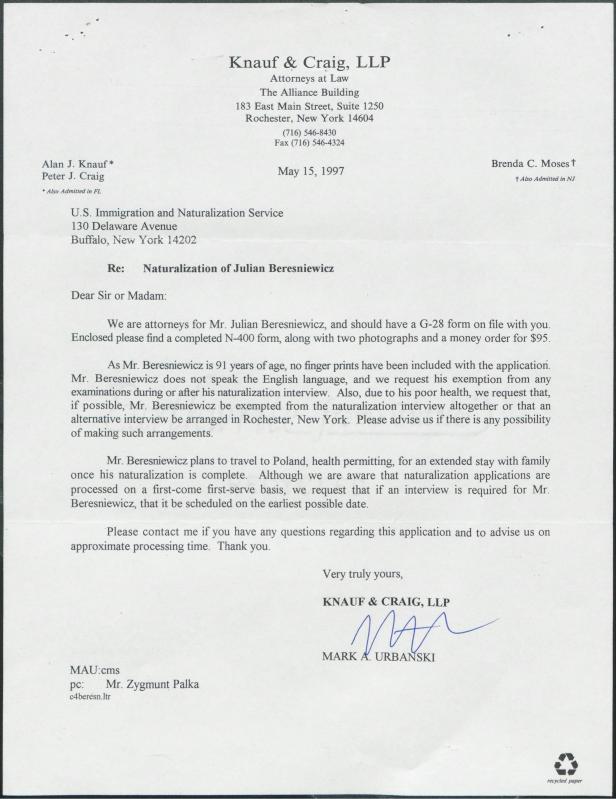 Knauf & Craig, LLP
Attorneys at Law
The Alliance Building
183 East Main Street, Suite 1250
Rochester, New York 14604
(716) 546-8430
Fax (716) 546-4324
Alan J. Knauf*
Peter J. Craig
* Also Admitted in FL
May 15, 1997
Brenda C. Moses†
† Also Admitted in NJ
U.S. Immigration and Naturalization Service
130 Delaware Avenue
Buffalo, New York 14202
Re: Naturalization of Julian Beresniewicz
Dear Sir or Madam:
We are attorneys for Mr. Julian Beresniewicz, and should have a G-28 form on file with you.
Enclosed please find a completed N-400 form, along with two photographs and a money order for $95.
As Mr. Beresniewicz is 91 years of age, no finger prints have been included with the application.
Mr. Beresniewicz does not speak the English language, and we request his exemption from any
examinations during or after his naturalization interview. Also, due to his poor health, we request that,
if possible, Mr. Beresniewicz be exempted from the naturalization interview altogether or that an
alternative interview be arranged in Rochester, New York. Please advise us if there is any possibility
of making such arrangements.
Mr. Beresniewicz plans to travel to Poland, health permitting, for an extended stay with family
once his naturalization is complete. Although we are aware that naturalization applications are
processed on a first-come first-serve basis, we request that if an interview is required for Mr.
Beresniewicz, that it be scheduled on the earliest possible date.
Please contact me if you have any questions regarding this application and to advise us on
approximate processing time. Thank you.
Very truly yours,
KNAUF & CRAIG, LLP
MARK A. URBANSKI
MAU:cms
pc: Mr. Zygmunt Palka
c4beresn.ltr
recycled paper